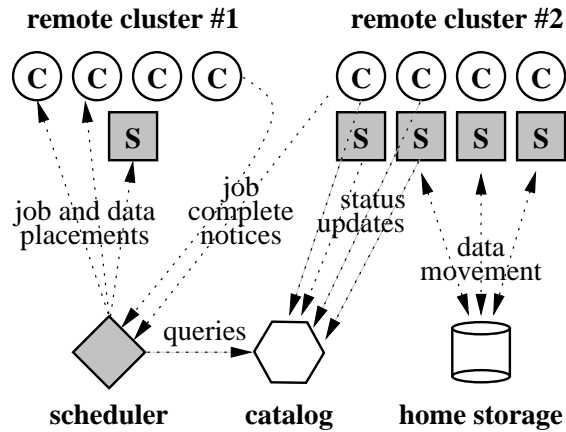 remote cluster #1
remote cluster #2
C C C C
C C C C
S
S S S S
job and data
placements
job
complete
notices
status
updates
data
movement
queries
scheduler
catalog
home storage